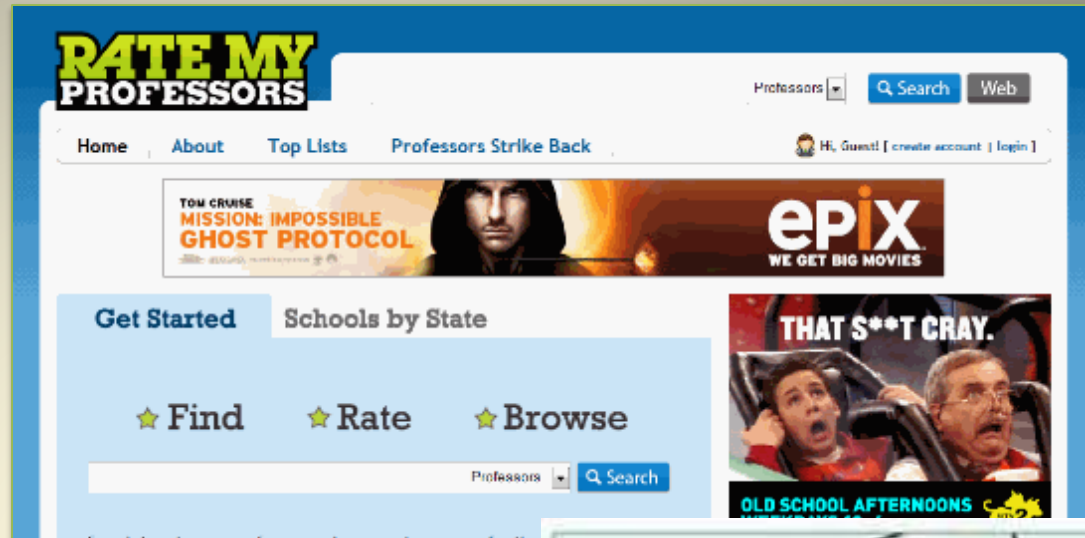 RATE MY
PROFESSORS
Professors
Search
Web
Home
About
Top Lists
Professors Strike Back
Hi, Guest! [ create account | login ]
TOM CRUISE
MISSION: IMPOSSIBLE
GHOST PROTOCOL
ePIX
WE GET BIG MOVIES
Get Started
Schools by State
THAT S**T CRAY.
Find
Rate
Browse
Professors
Search
OLD SCHOOL AFTERNOONS